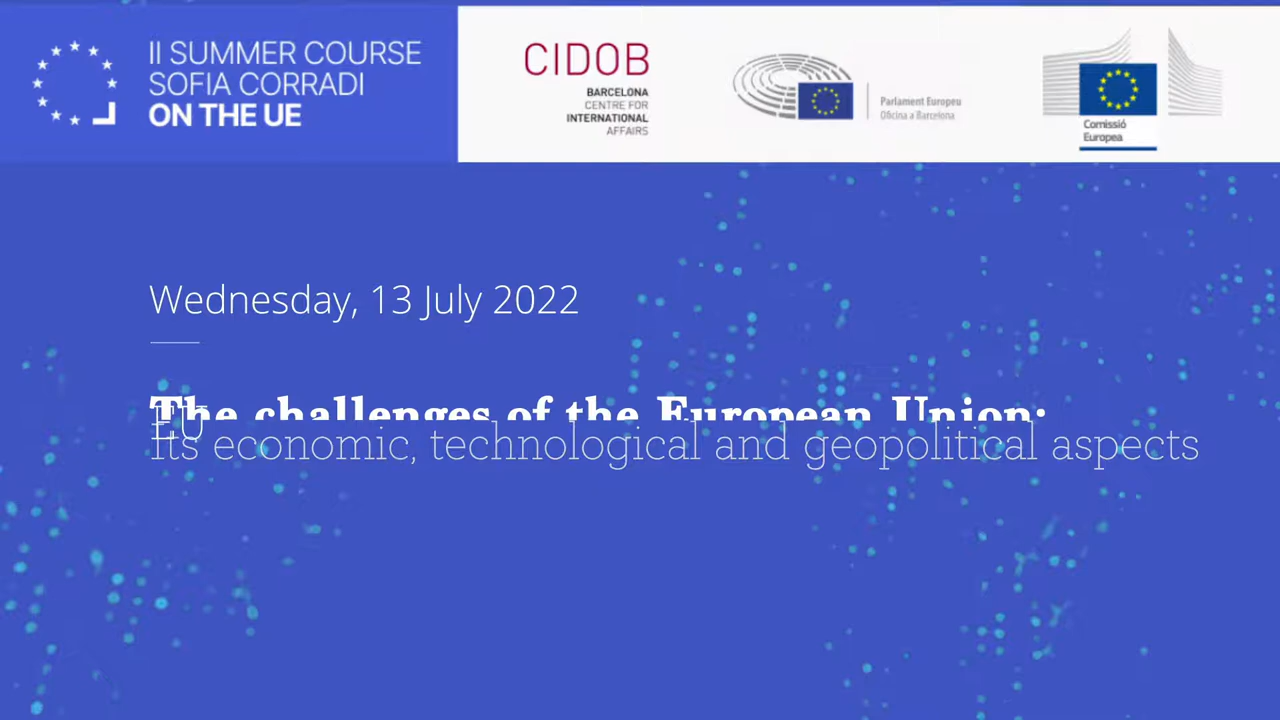 II SUMMER COURSE
SOFIA CORRADI
ON THE UE
CIDOB
BARCELONA
CENTRE FOR
INTERNATIONAL
AFFAIRS
Parlament Europeu
Oficina a Barcelona
Comissió
Europea
Wednesday, 13 July 2022
The challenges of the European Union:
EU
Its economic, technological and geopolitical aspects